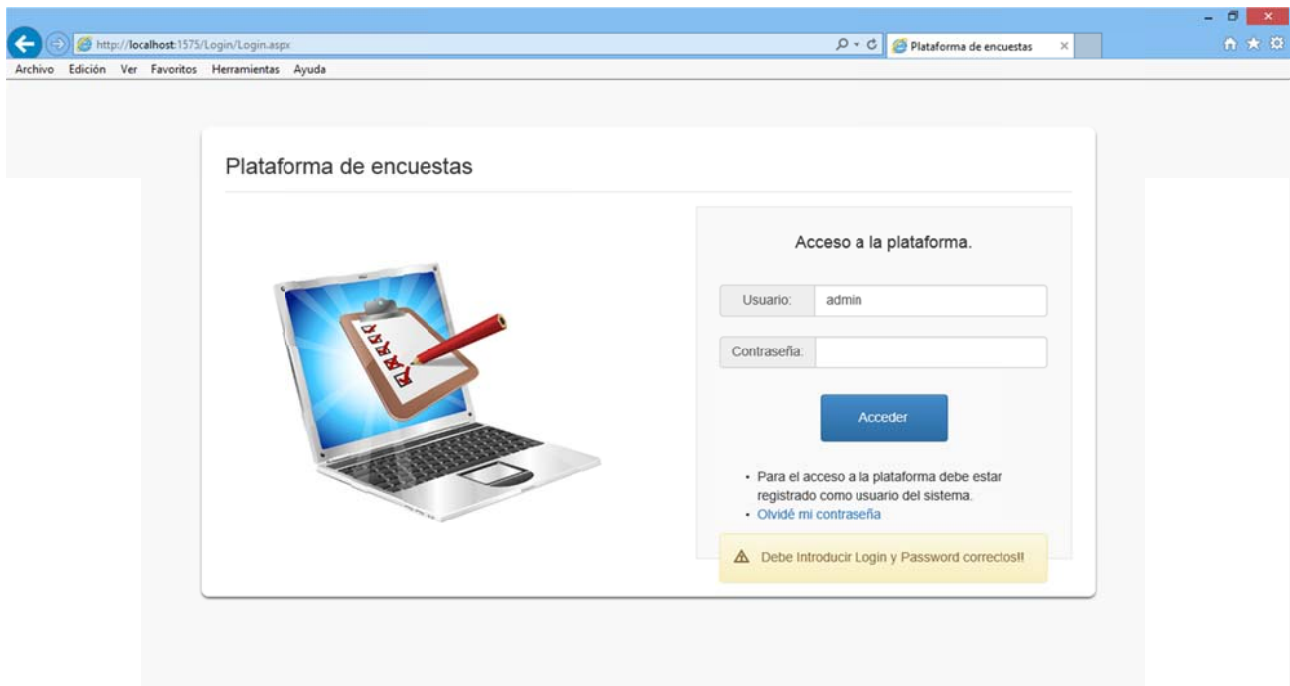 http://localhost:1575/Login/Login.aspx
Plataforma de encuestas
Archivo Edición Ver Favoritos Herramientas Ayuda
Plataforma de encuestas
Acceso a la plataforma.
Usuario: admin
Contraseña:
Acceder
• Para el acceso a la plataforma debe estar
registrado como usuario del sistema.
• Olvidé mi contraseña
Debe Introducir Login y Password correctos!!